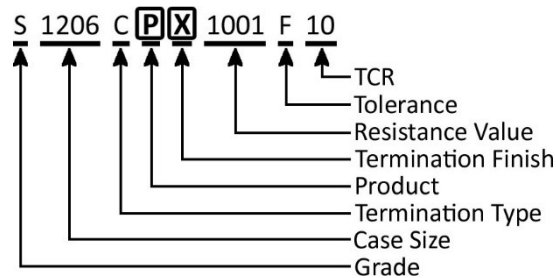 S 1206 C P X 1001 F 10
TCR
Tolerance
Resistance Value
Termination Finish
Product
Termination Type
Case Size
Grade